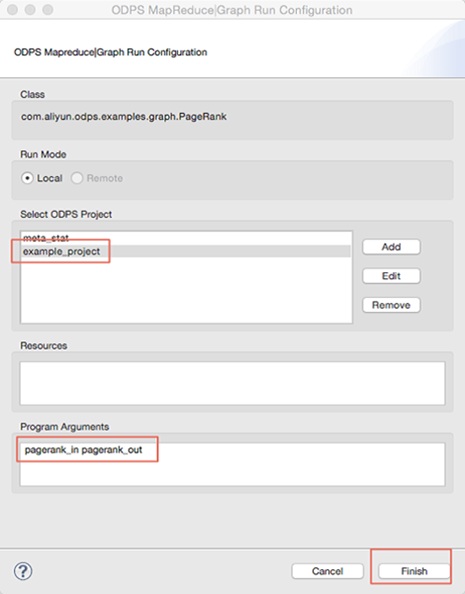 ODPS MapReduce|Graph Run Configuration
ODPS Mapreduce|Graph Run Configuration
Class
com.aliyun.odps.examples.graph.PageRank
Run Mode
Local Remote
Select ODPS Project
meta_stat
example_project
Add
Edit
Remove
Resources
Program Arguments
pagerank_in pagerank_out
? Cancel Finish